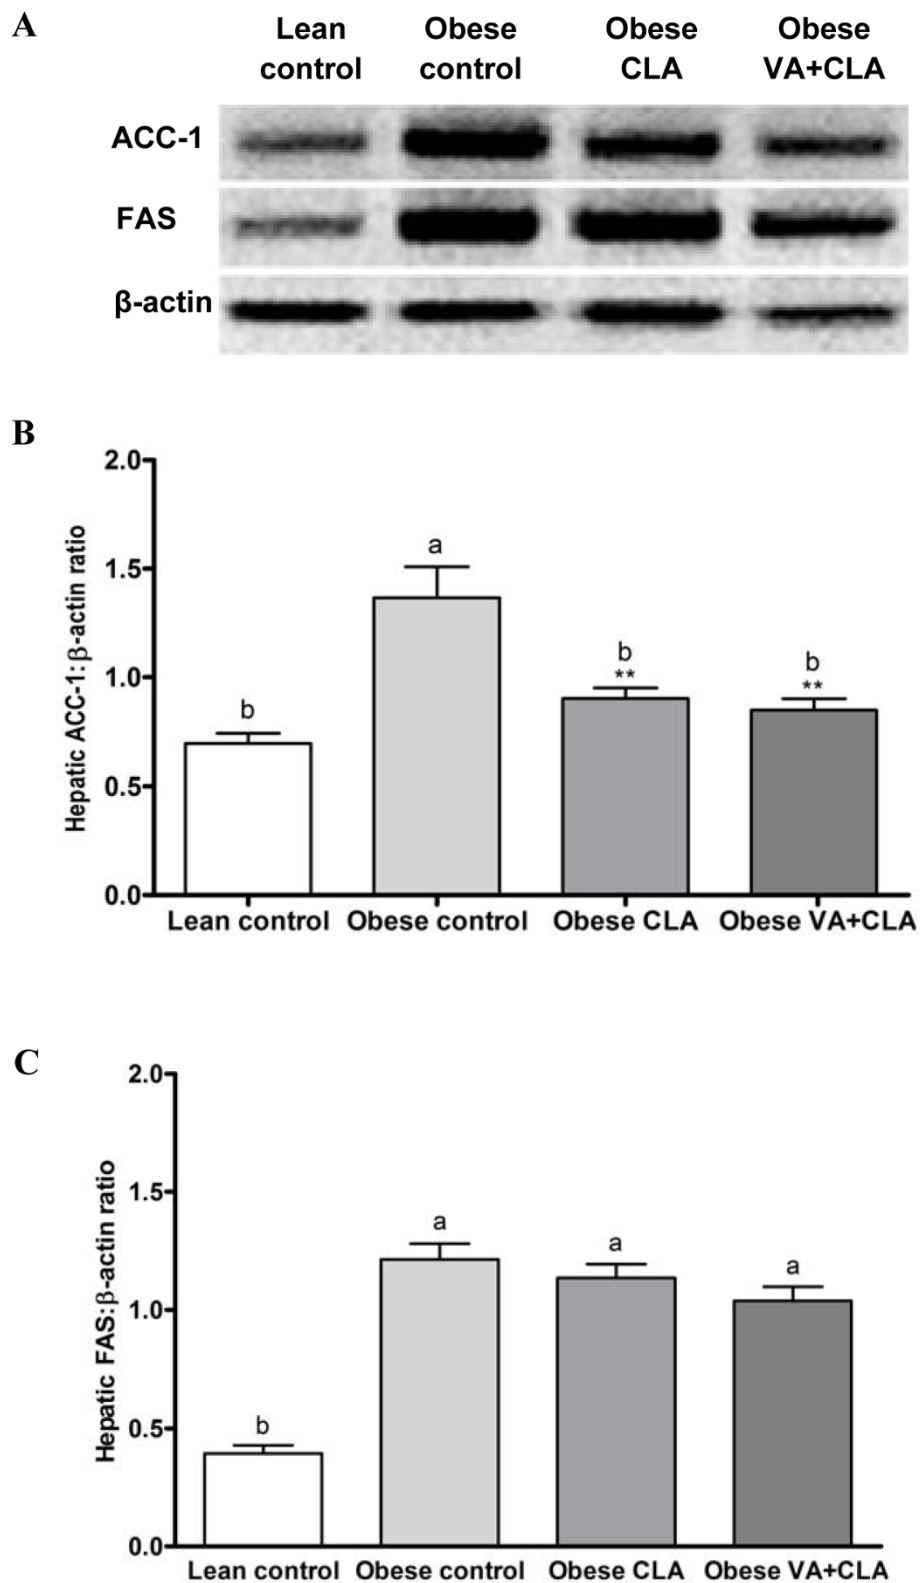 A
Lean control
Obese control
Obese CLA
Obese VA+CLA
ACC-1
FAS
β-actin
B
Hepatic ACC-1:β-actin ratio
2.0
1.5
1.0
0.5
0.0
b
a
b
**
b
**
Lean control Obese control Obese CLA Obese VA+CLA
C
Hepatic FAS:β-actin ratio
2.0
1.5
1.0
0.5
0.0
b
a
a
a
Lean control Obese control Obese CLA Obese VA+CLA